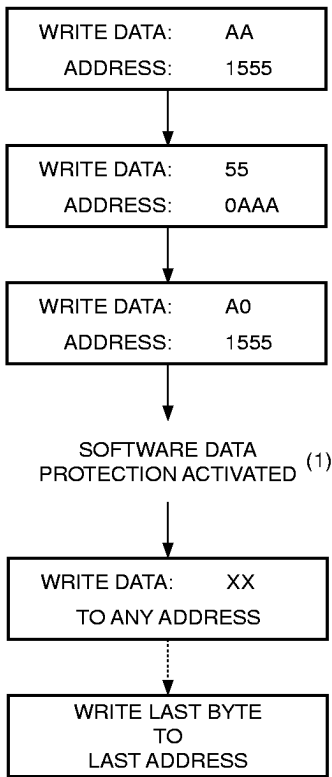 WRITE DATA: AA
ADDRESS: 1555
WRITE DATA: 55
ADDRESS: 0AAA
WRITE DATA: A0
ADDRESS: 1555
SOFTWARE DATA
PROTECTION ACTIVATED (1)
WRITE DATA: XX
TO ANY ADDRESS
WRITE LAST BYTE
TO
LAST ADDRESS